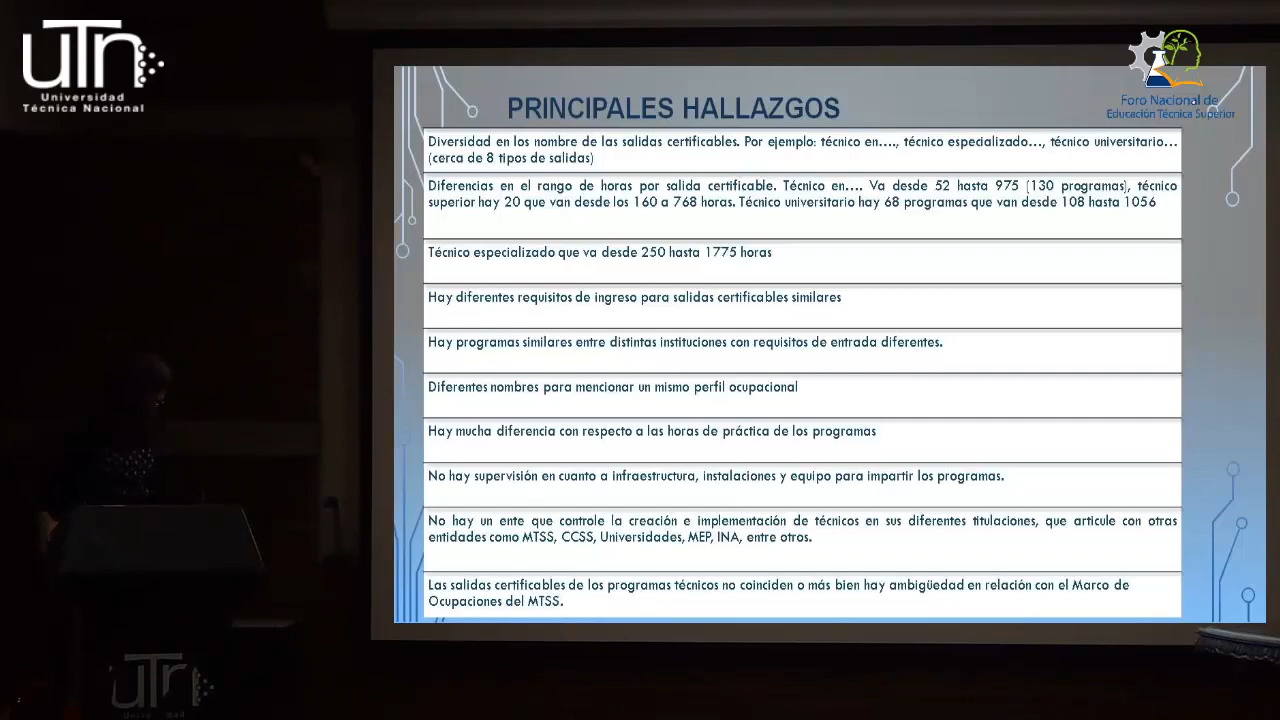 UTn
Universidad
Técnica Nacional
Foro Nacional de
Educación Técnica Superior
PRINCIPALES HALLAZGOS
Diversidad en los nombre de las salidas certificables. Por ejemplo: técnico en…., técnico especializado…, técnico universitario…
(cerca de 8 tipos de salidas)
Diferencias en el rango de horas por salida certificable. Técnico en…. Va desde 52 hasta 975 (130 programas), técnico
superior hay 20 que van desde los 160 a 768 horas. Técnico universitario hay 68 programas que van desde 108 hasta 1056
Técnico especializado que va desde 250 hasta 1775 horas
Hay diferentes requisitos de ingreso para salidas certificables similares
Hay programas similares entre distintas instituciones con requisitos de entrada diferentes.
Diferentes nombres para mencionar un mismo perfil ocupacional
Hay mucha diferencia con respecto a las horas de práctica de los programas
No hay supervisión en cuanto a infraestructura, instalaciones y equipo para impartir los programas.
No hay un ente que controle la creación e implementación de técnicos en sus diferentes titulaciones, que articule con otras
entidades como MTSS, CCSS, Universidades, MEP, INA, entre otros.
Las salidas certificables de los programas técnicos no coinciden o más bien hay ambigüedad en relación con el Marco de
Ocupaciones del MTSS.
UTn